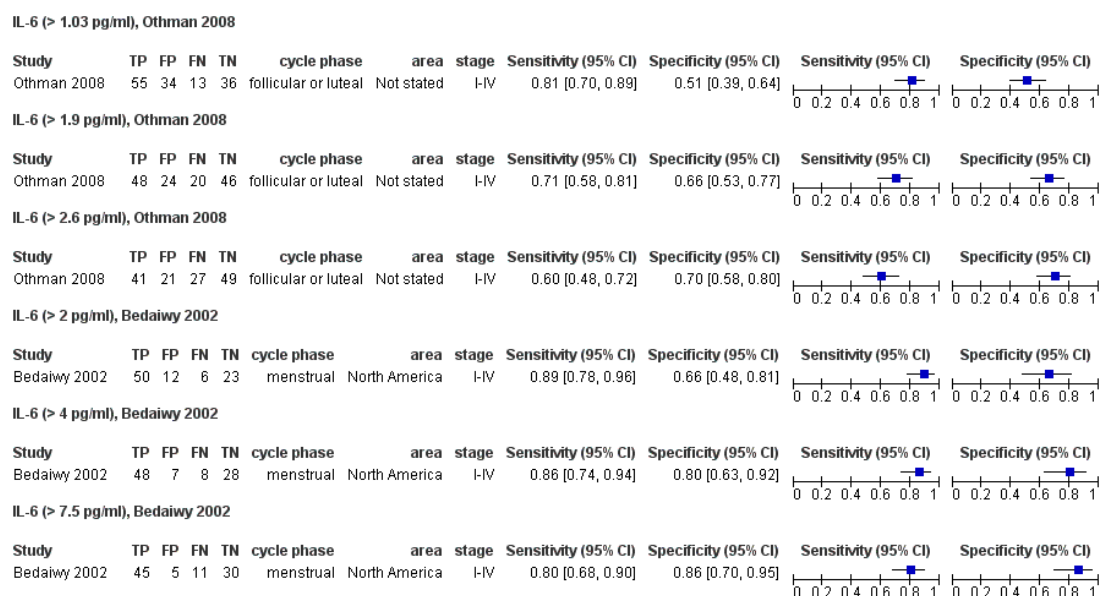 IL-6 (> 1.03 pg/ml), Othman 2008
Study TP FP FN TN cycle phase area stage Sensitivity (95% CI) Specificity (95% CI) Sensitivity (95% CI) Specificity (95% CI)
Othman 2008 55 34 13 36 follicular or luteal Not stated I-IV 0.81 [0.70, 0.89] 0.51 [0.39, 0.64]
0 0.2 0.4 0.6 0.8 1 0 0.2 0.4 0.6 0.8 1
IL-6 (> 1.9 pg/ml), Othman 2008
Study TP FP FN TN cycle phase area stage Sensitivity (95% CI) Specificity (95% CI) Sensitivity (95% CI) Specificity (95% CI)
Othman 2008 48 24 20 46 follicular or luteal Not stated I-IV 0.71 [0.58, 0.81] 0.66 [0.53, 0.77]
0 0.2 0.4 0.6 0.8 1 0 0.2 0.4 0.6 0.8 1
IL-6 (> 2.6 pg/ml), Othman 2008
Study TP FP FN TN cycle phase area stage Sensitivity (95% CI) Specificity (95% CI) Sensitivity (95% CI) Specificity (95% CI)
Othman 2008 41 21 27 49 follicular or luteal Not stated I-IV 0.60 [0.48, 0.72] 0.70 [0.58, 0.80]
0 0.2 0.4 0.6 0.8 1 0 0.2 0.4 0.6 0.8 1
IL-6 (> 2 pg/ml), Bedaiwy 2002
Study TP FP FN TN cycle phase area stage Sensitivity (95% CI) Specificity (95% CI) Sensitivity (95% CI) Specificity (95% CI)
Bedaiwy 2002 50 12 6 23 menstrual North America I-IV 0.89 [0.78, 0.96] 0.66 [0.48, 0.81]
0 0.2 0.4 0.6 0.8 1 0 0.2 0.4 0.6 0.8 1
IL-6 (> 4 pg/ml), Bedaiwy 2002
Study TP FP FN TN cycle phase area stage Sensitivity (95% CI) Specificity (95% CI) Sensitivity (95% CI) Specificity (95% CI)
Bedaiwy 2002 48 7 8 28 menstrual North America I-IV 0.86 [0.74, 0.94] 0.80 [0.63, 0.92]
0 0.2 0.4 0.6 0.8 1 0 0.2 0.4 0.6 0.8 1
IL-6 (> 7.5 pg/ml), Bedaiwy 2002
Study TP FP FN TN cycle phase area stage Sensitivity (95% CI) Specificity (95% CI) Sensitivity (95% CI) Specificity (95% CI)
Bedaiwy 2002 45 5 11 30 menstrual North America I-IV 0.80 [0.68, 0.90] 0.86 [0.70, 0.95]
0 0.2 0.4 0.6 0.8 1 0 0.2 0.4 0.6 0.8 1